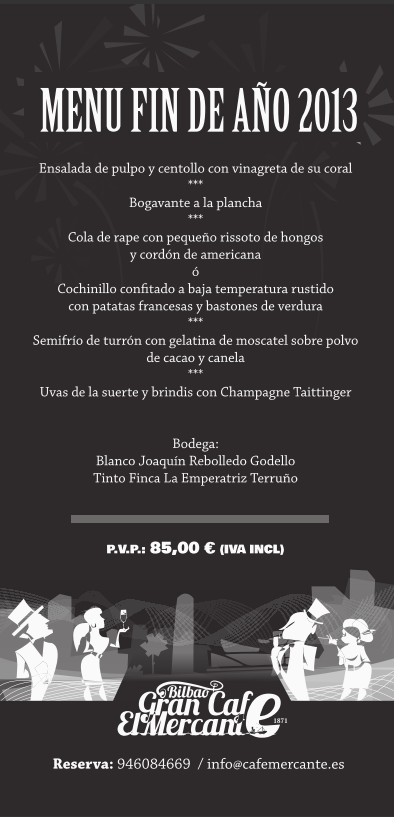 MENU FIN DE AÑO 2013
Ensalada de pulpo y centollo con vinagreta de su coral
***
Bogavante a la plancha
***
Cola de rape con pequeño rissoto de hongos
y cordón de americana
ó
Cochinillo confitado a baja temperatura rustido
con patatas francesas y bastones de verdura
***
Semifrío de turrón con gelatina de moscatel sobre polvo
de cacao y canela
***
Uvas de la suerte y brindis con Champagne Taittinger
Bodega:
Blanco Joaquín Rebolledo Godello
Tinto Finca La Emperatriz Terruño
P.V.P.: 85,00 € (IVA INCL)
Bilbao
Gran Café
El Mercante
1871
Reserva: 946084669 / info@cafemercante.es